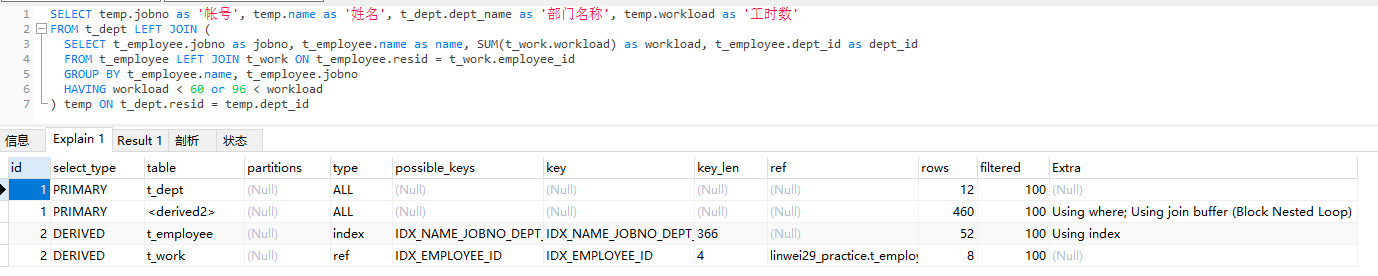 1 SELECT temp.jobno as '帐号', temp.name as '姓名', t_dept.dept_name as '部门名称', temp.workload as '工时数'
2 FROM t_dept LEFT JOIN (
3 SELECT t_employee.jobno as jobno, t_employee.name as name, SUM(t_work.workload) as workload, t_employee.dept_id as dept_id
4 FROM t_employee LEFT JOIN t_work ON t_employee.resid = t_work.employee_id
5 GROUP BY t_employee.name, t_employee.jobno
6 HAVING workload < 60 or 96 < workload
7 ) temp ON t_dept.resid = temp.dept_id
信息 Explain 1 Result 1 剖析 状态
id select_type table partitions type possible_keys key key_len ref rows filtered Extra
1 PRIMARY t_dept (Null) ALL (Null) (Null) (Null) (Null) 12 100 (Null)
1 PRIMARY <derived2> (Null) ALL (Null) (Null) (Null) (Null) 460 100 Using where; Using join buffer (Block Nested Loop)
2 DERIVED t_employee (Null) index IDX_NAME_JOBNO_DEPT_ IDX_NAME_JOBNO_DEPT_ 366 (Null) 52 100 Using index
2 DERIVED t_work (Null) ref IDX_EMPLOYEE_ID IDX_EMPLOYEE_ID 4 linwei29_practice.t_employ 8 100 (Null)